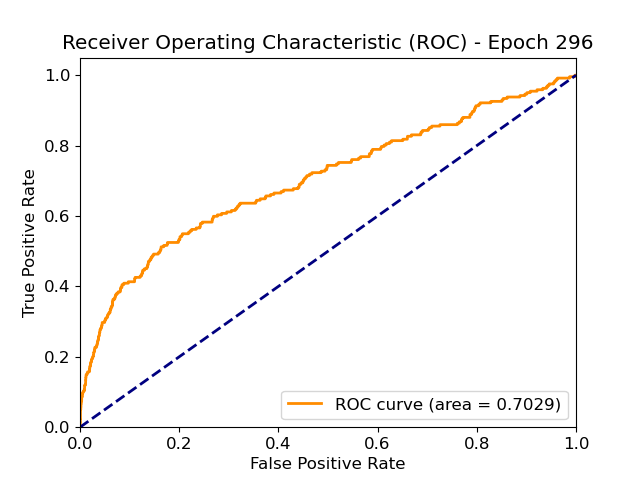 Receiver Operating Characteristic (ROC) - Epoch 296
True Positive Rate
1.0
0.8
0.6
0.4
0.2
0.0
ROC curve (area = 0.7029)
0.0 0.2 0.4 0.6 0.8 1.0
False Positive Rate